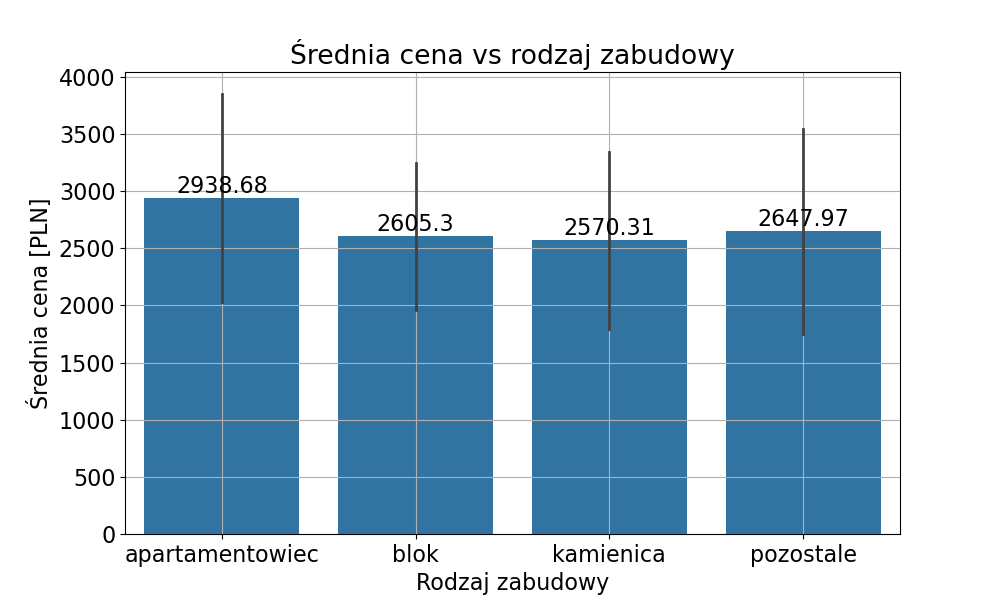 Średnia cena vs rodzaj zabudowy
4000
3500
3000
2500
2000
1500
1000
500
0
Średnia cena [PLN]
2938.68
2605.3
2570.31
2647.97
apartamentowiec
blok
kamienica
pozostale
Rodzaj zabudowy